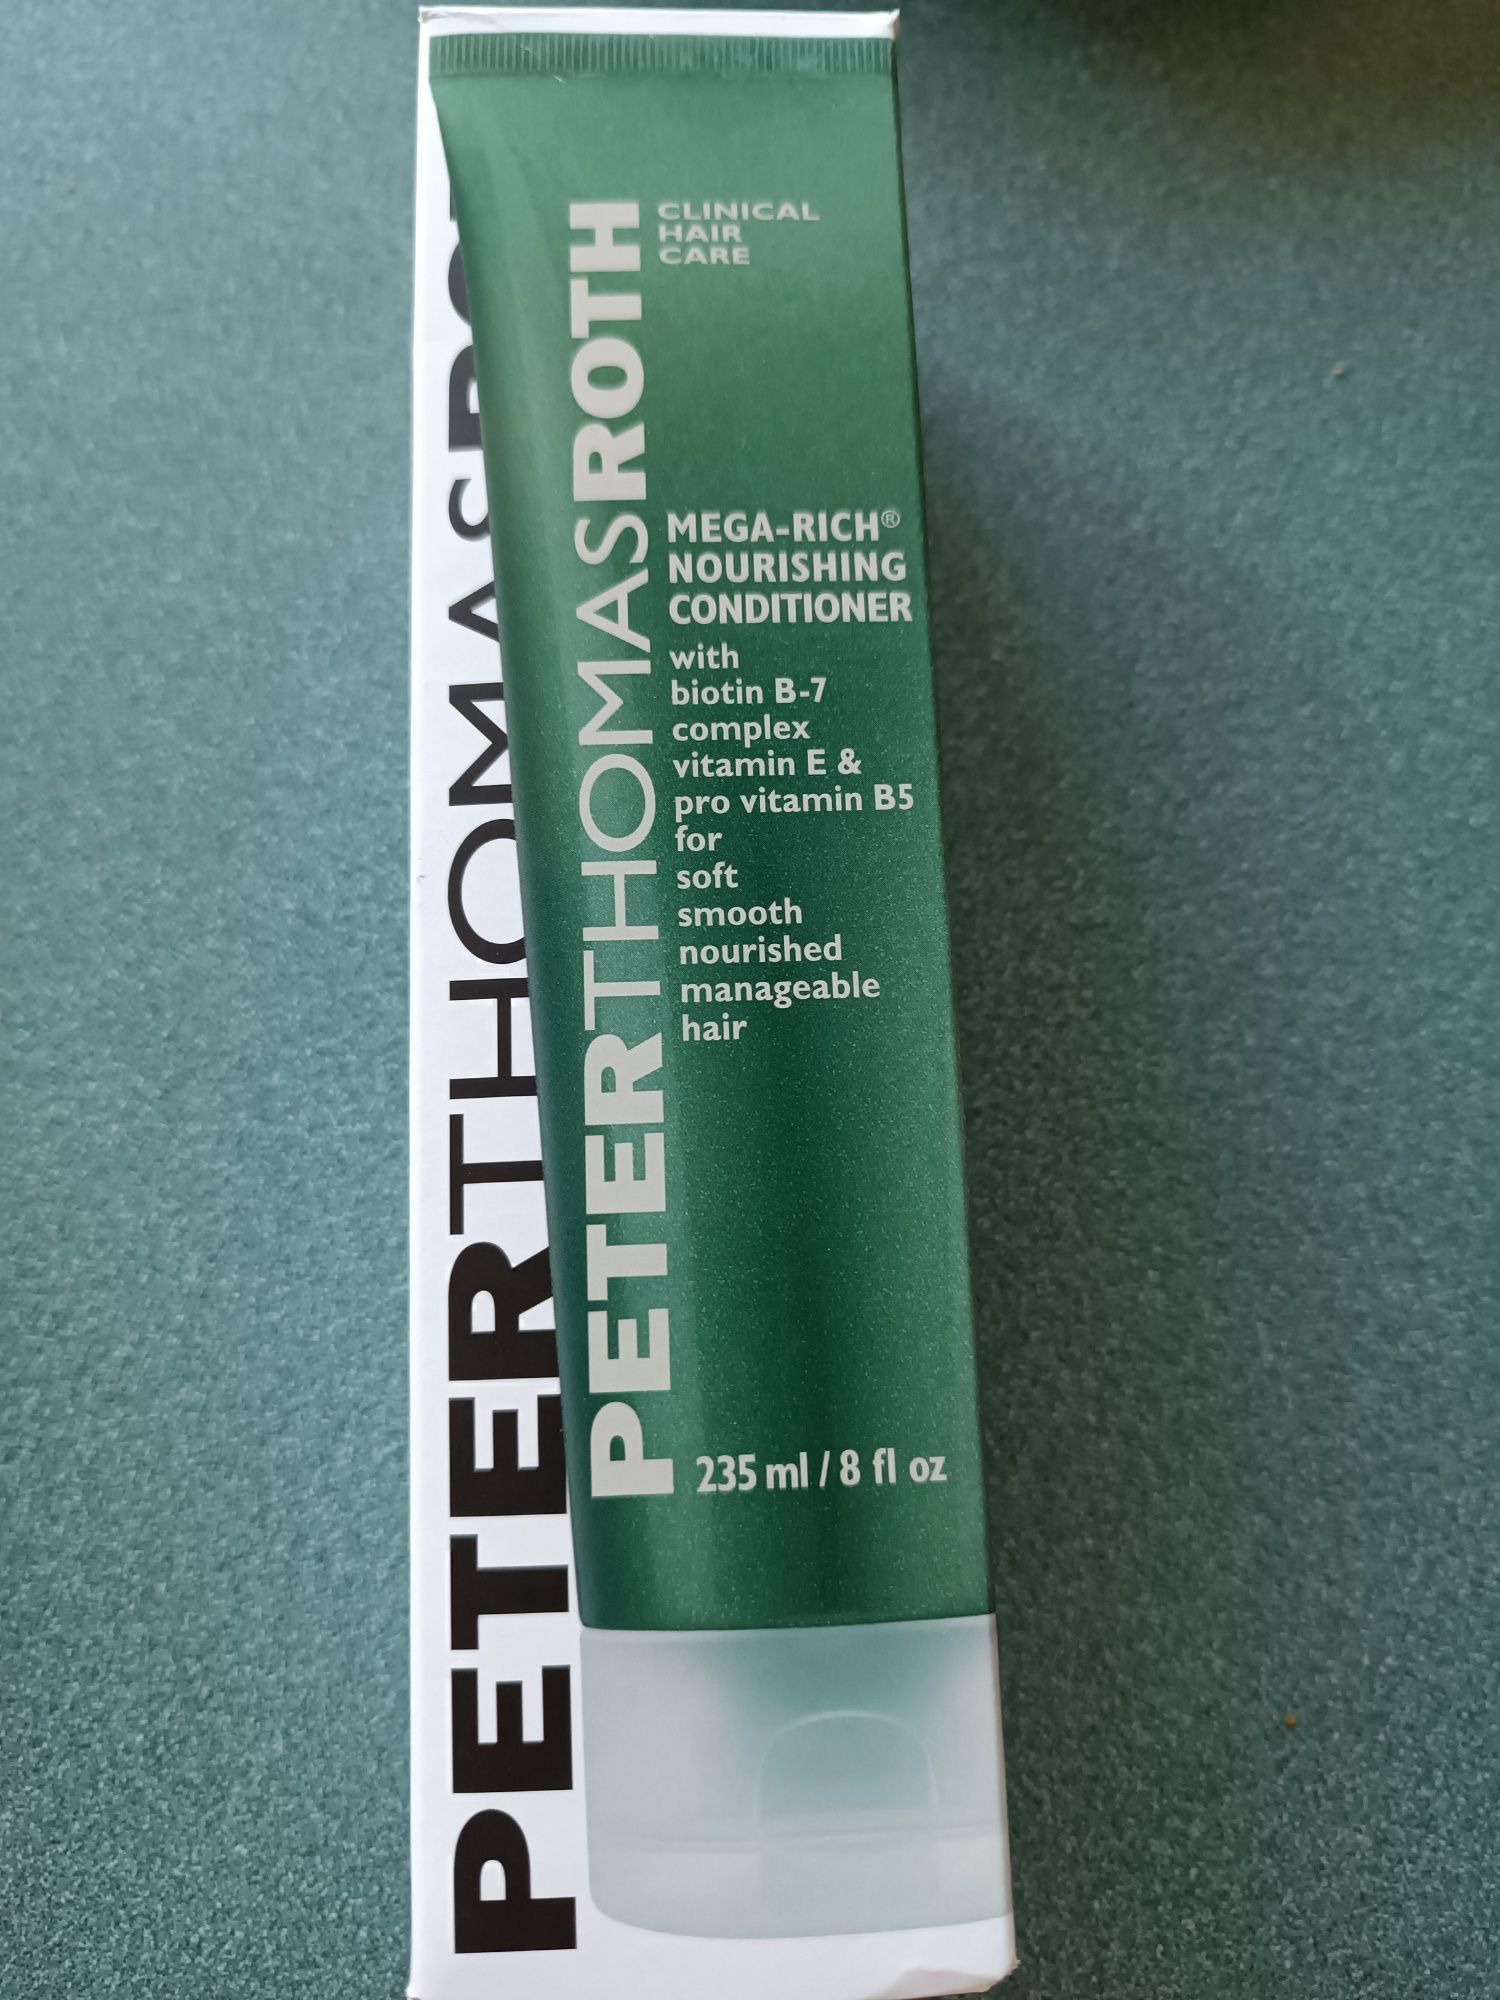 PETERTHOMASRO
PETERTHOMASROTH
CLINICAL
HAIR
CARE
MEGA-RICH®
NOURISHING
CONDITIONER
with
biotin B-7
complex
vitamin E &
pro vitamin B5
for
soft
smooth
nourished
manageable
hair
235 ml / 8 fl oz